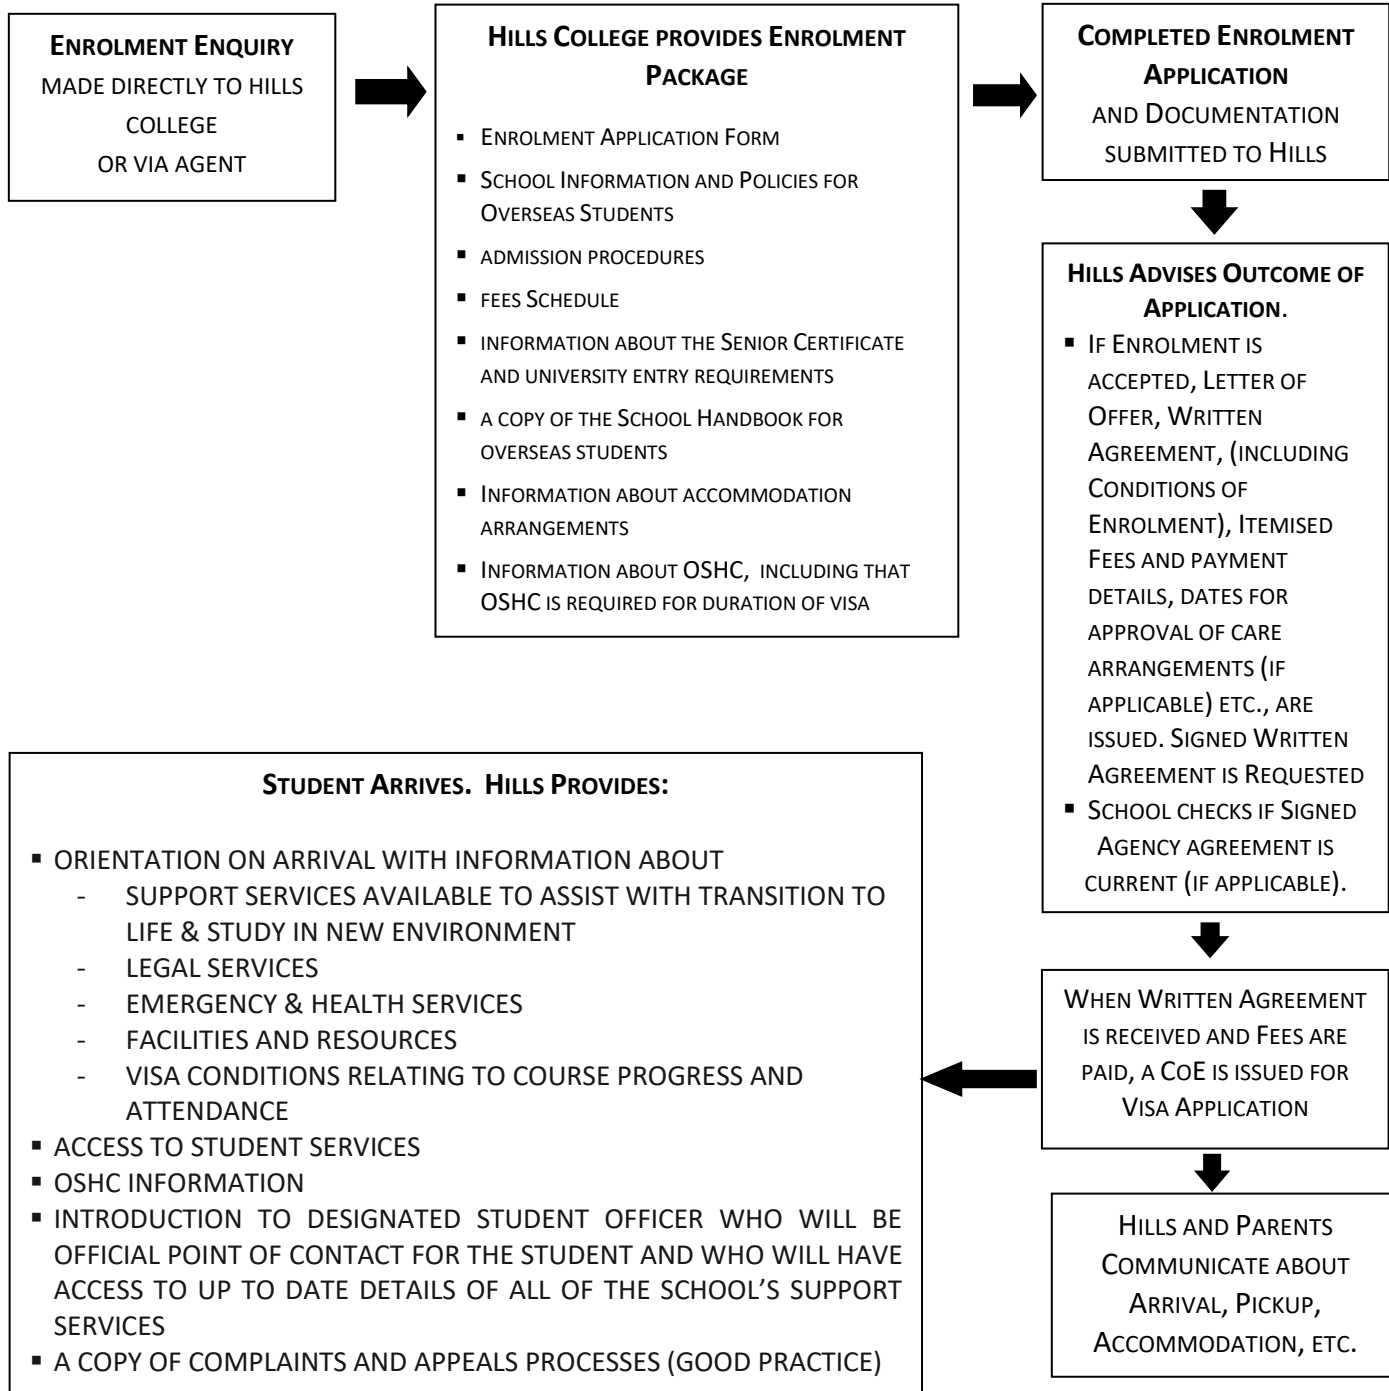 ENROLMENT ENQUIRY
MADE DIRECTLY TO HILLS
COLLEGE
OR VIA AGENT
HILLS COLLEGE PROVIDES ENROLMENT
PACKAGE
▪ ENROLMENT APPLICATION FORM
▪ SCHOOL INFORMATION AND POLICIES FOR
OVERSEAS STUDENTS
▪ ADMISSION PROCEDURES
▪ FEES SCHEDULE
▪ INFORMATION ABOUT THE SENIOR CERTIFICATE
AND UNIVERSITY ENTRY REQUIREMENTS
▪ A COPY OF THE SCHOOL HANDBOOK FOR
OVERSEAS STUDENTS
▪ INFORMATION ABOUT ACCOMMODATION
ARRANGEMENTS
▪ INFORMATION ABOUT OSHC, INCLUDING THAT
OSHC IS REQUIRED FOR DURATION OF VISA
COMPLETED ENROLMENT
APPLICATION
AND DOCUMENTATION
SUBMITTED TO HILLS
HILLS ADVISES OUTCOME OF
APPLICATION.
▪ IF ENROLMENT IS
ACCEPTED, LETTER OF
OFFER, WRITTEN
AGREEMENT, (INCLUDING
CONDITIONS OF
ENROLMENT), ITEMISED
FEES AND PAYMENT
DETAILS, DATES FOR
APPROVAL OF CARE
ARRANGEMENTS (IF
APPLICABLE) ETC., ARE
ISSUED. SIGNED WRITTEN
AGREEMENT IS REQUESTED
▪ SCHOOL CHECKS IF SIGNED
AGENCY AGREEMENT IS
CURRENT (IF APPLICABLE).
WHEN WRITTEN AGREEMENT
IS RECEIVED AND FEES ARE
PAID, A COE IS ISSUED FOR
VISA APPLICATION
HILLS AND PARENTS
COMMUNICATE ABOUT
ARRIVAL, PICKUP,
ACCOMMODATION, ETC.
STUDENT ARRIVES. HILLS PROVIDES:
▪ ORIENTATION ON ARRIVAL WITH INFORMATION ABOUT
- SUPPORT SERVICES AVAILABLE TO ASSIST WITH TRANSITION TO
LIFE & STUDY IN NEW ENVIRONMENT
- LEGAL SERVICES
- EMERGENCY & HEALTH SERVICES
- FACILITIES AND RESOURCES
- VISA CONDITIONS RELATING TO COURSE PROGRESS AND
ATTENDANCE
▪ ACCESS TO STUDENT SERVICES
▪ OSHC INFORMATION
▪ INTRODUCTION TO DESIGNATED STUDENT OFFICER WHO WILL BE
OFFICIAL POINT OF CONTACT FOR THE STUDENT AND WHO WILL HAVE
ACCESS TO UP TO DATE DETAILS OF ALL OF THE SCHOOL'S SUPPORT
SERVICES
▪ A COPY OF COMPLAINTS AND APPEALS PROCESSES (GOOD PRACTICE)